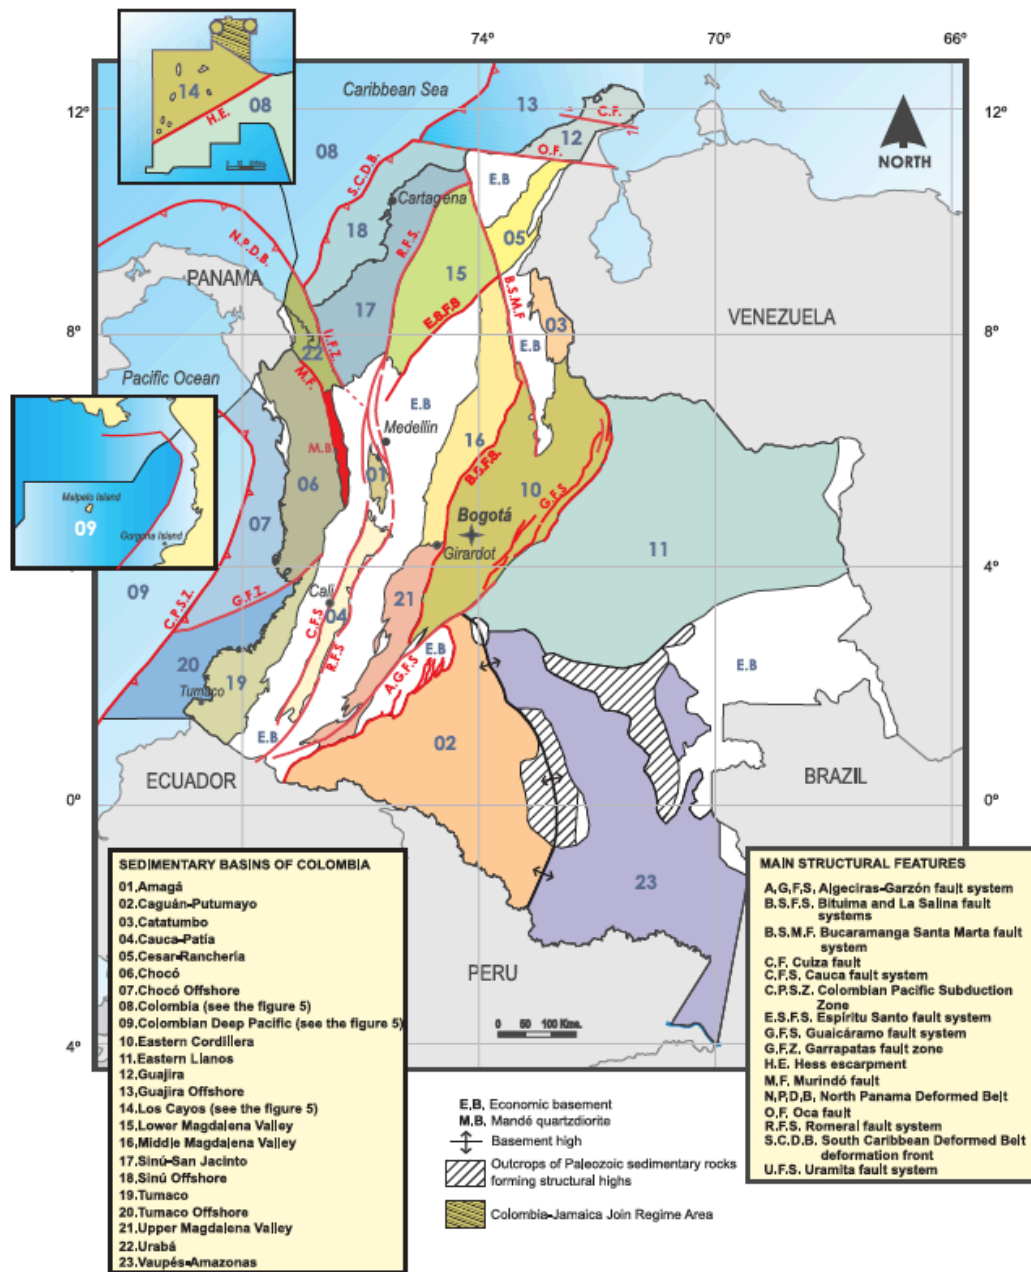 74º 70º 66º
12º
8º
4º
0º
4º
12º
8º
4º
0º
14
08
H.E.
Caribbean Sea
13
C.F.
12
O.F.
NORTH
08
S.C.D.B.
E.B
Cartagena
18
R.F.S.
05
N.P.D.B.
15
PANAMA
17
E.S.F.S
B.S.M.F
03
VENEZUELA
22
U.F.Z.
E.B
M.F.
Pacific Ocean
E.B
Medellín
M.B
16
01
B.S.F.S.
06
10
G.F.S
Malpelo Island
09
Gorgona Island
07
Bogotá
Girardot
11
09
C.P.S.Z.
G.F.Z.
Cali
04
C.F.S
R.F.S
21
E.B
A.G.F.S
E.B
20
Tumaco
19
E.B
02
ECUADOR
BRAZIL
23
PERU
0 50 100 Kms.
SEDIMENTARY BASINS OF COLOMBIA
01,Amagá
02.Caguán-Putumayo
03.Catatumbo
04.Cauca-Patía
05.Cesar-Ranchería
06.Chocó
07.Chocó Offshore
08.Colombia (see the figure 5)
09.Colombian Deep Pacific (see the figure 5)
10.Eastern Cordillera
11.Eastern Llanos
12.Guajira
13.Guajira Offshore
14.Los Cayos (see the figure 5)
15.Lower Magdalena Valley
16.Middle Magdalena Valley
17.Sinú-San Jacinto
18.Sinú Offshore
19.Tumaco
20.Tumaco Offshore
21.Upper Magdalena Valley
22.Urabá
23.Vaupés-Amazonas
E.B. Economic basement
M.B. Mandé quartzdiorite
Basement high
Outcrops of Paleozoic sedimentary rocks
forming structural highs
Colombia-Jamaica Join Regime Area
MAIN STRUCTURAL FEATURES
A,G,F,S, Algeciras-Garzón fault system
B.S.F.S. Bituima and La Salina fault
systems
B.S.M.F. Bucaramanga Santa Marta fault
system
C.F. Cuiza fault
C.F.S. Cauca fault system
C.P.S.Z. Colombian Pacific Subduction
Zone
E.S.F.S. Espíritu Santo fault system
G.F.S. Guaicáramo fault system
G.F.Z. Garrapatas fault zone
H.E. Hess escarpment
M.F. Murindó fault
N,P,D,B, North Panama Deformed Belt
O.F. Oca fault
R.F.S. Romeral fault system
S.C.D.B. South Caribbean Deformed Belt
deformation front
U.F.S. Uramita fault system